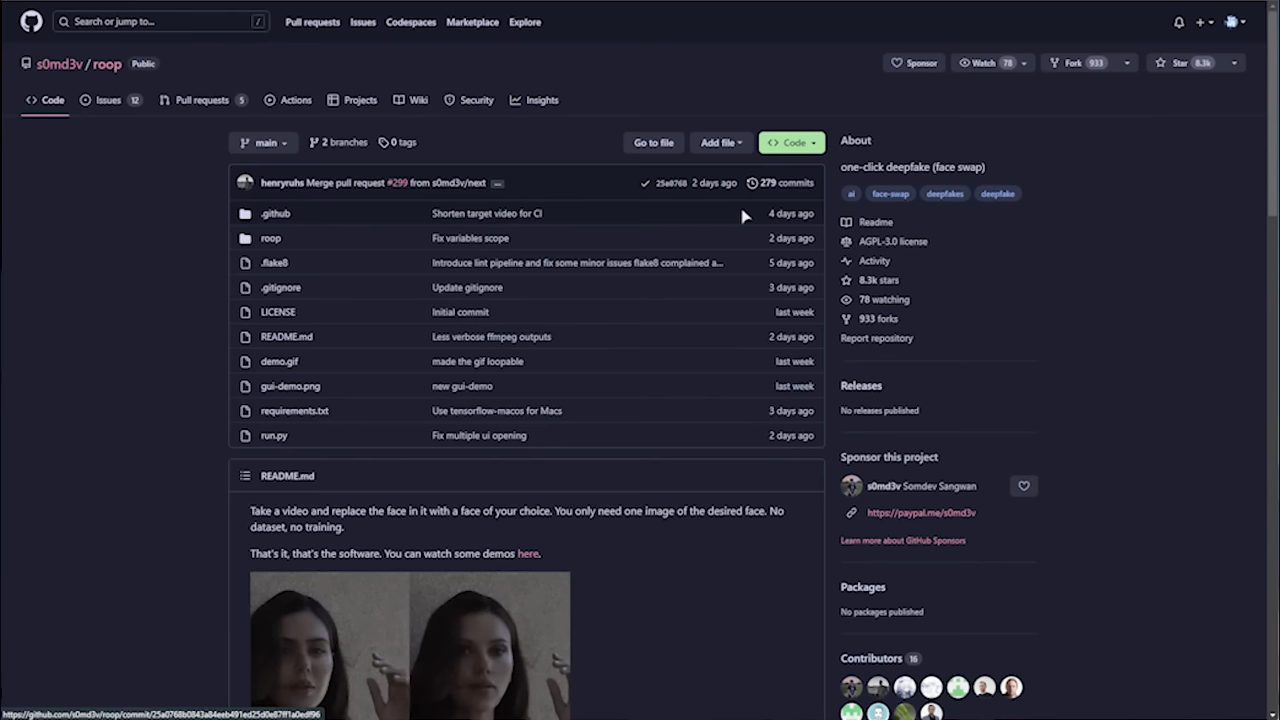 Search or jump to... /
Pull requests Issues Codespaces Marketplace Explore
s0md3v / roop Public
Sponsor Watch 78 Fork 933 Star 8.3k
Code Issues 12 Pull requests 5 Actions Projects Wiki Security Insights
main 2 branches 0 tags Go to file Add file Code
henryruhs Merge pull request #299 from s0md3v/next ... 25a0768 2 days ago 279 commits
.github Shorten target video for CI 4 days ago
roop Fix variables scope 2 days ago
.flake8 Introduce lint pipeline and fix some minor issues flake8 complained a... 5 days ago
.gitignore Update gitignore 3 days ago
LICENSE Initial commit last week
README.md Less verbose ffmpeg outputs 2 days ago
demo.gif made the gif loopable last week
gui-demo.png new gui-demo last week
requirements.txt Use tensorflow-macos for Macs 3 days ago
run.py Fix multiple ui opening 2 days ago
README.md
Take a video and replace the face in it with a face of your choice. You only need one image of the desired face. No
dataset, no training.
That's it, that's the software. You can watch some demos here.
About
one-click deepfake (face swap)
ai face-swap deepfakes deepfake
Readme
AGPL-3.0 license
Activity
8.3k stars
78 watching
933 forks
Report repository
Releases
No releases published
Sponsor this project
s0md3v Somdev Sangwan
https://paypal.me/s0md3v
Learn more about GitHub Sponsors
Packages
No packages published
Contributors 16
https://github.com/s0md3v/roop/commit/25a0768b0843a84eeb491ed25d0e87ff1a0edf96